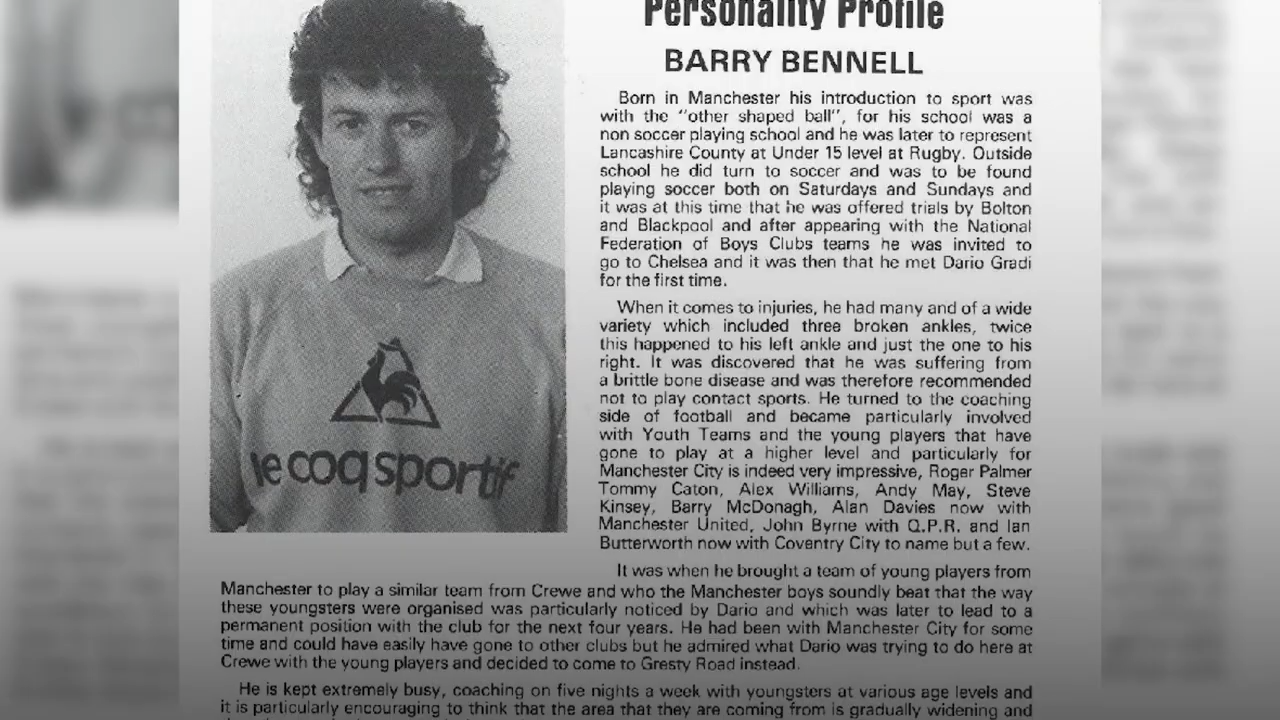 Personality Profile
BARRY BENNELL
Born in Manchester his introduction to sport was
with the "other shaped ball", for his school was a
non soccer playing school and he was later to represent
Lancashire County at Under 15 level at Rugby. Outside
school he did turn to soccer and was to be found
playing soccer both on Saturdays and Sundays and
it was at this time that he was offered trials by Bolton
and Blackpool and after appearing with the National
Federation of Boys Clubs teams he was invited to
go to Chelsea and it was then that he met Dario Gradi
for the first time.
When it comes to injuries, he had many and of a wide
variety which included three broken ankles, twice
this happened to his left ankle and just the one to his
right. It was discovered that he was suffering from
a brittle bone disease and was therefore recommended
not to play contact sports. He turned to the coaching
side of football and became particularly involved
with Youth Teams and the young players that have
gone to play at a higher level and particularly for
Manchester City is indeed very impressive, Roger Palmer
Tommy Caton, Alex Williams, Andy May, Steve
Kinsey, Barry McDonagh, Alan Davies now with
Manchester United, John Byrne with Q.P.R. and Ian
Butterworth now with Coventry City to name but a few.
le coq sportif
It was when he brought a team of young players from
Manchester to play a similar team from Crewe and who the Manchester boys soundly beat that the way
these youngsters were organised was particularly noticed by Dario and which was later to lead to a
permanent position with the club for the next four years. He had been with Manchester City for some
time and could have easily have gone to other clubs but he admired what Dario was trying to do here at
Crewe with the young players and decided to come to Gresty Road instead.
He is kept extremely busy, coaching on five nights a week with youngsters at various age levels and
it is particularly encouraging to think that the area that they are coming from is gradually widening and